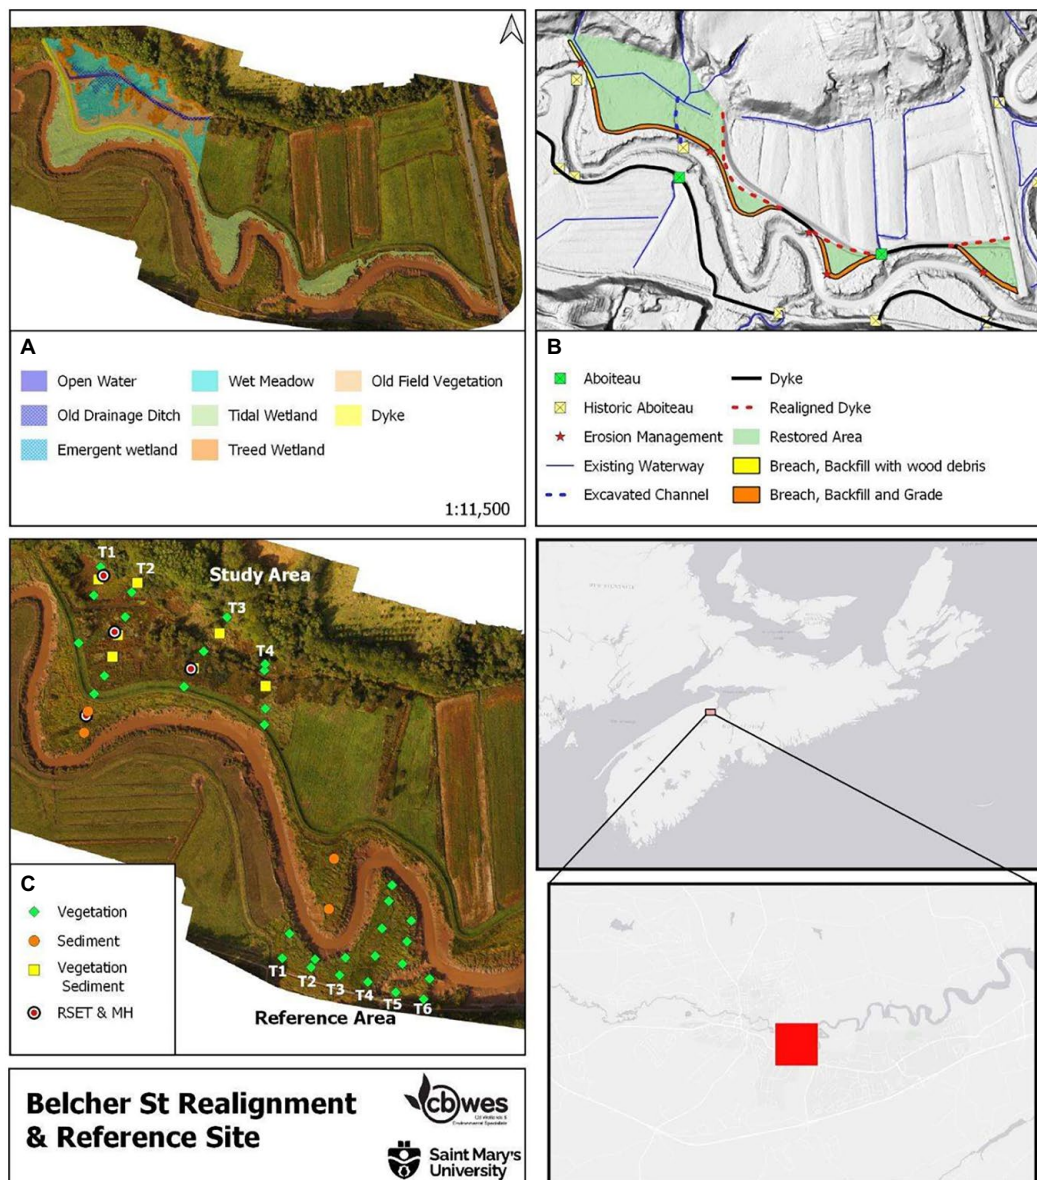 A
Open Water
Wet Meadow
Old Field Vegetation
Old Drainage Ditch
Tidal Wetland
Dyke
Emergent wetland
Treed Wetland
1:11,500
B
Aboiteau
Dyke
Historic Aboiteau
Realigned Dyke
Erosion Management
Restored Area
Existing Waterway
Breach, Backfill with wood debris
Excavated Channel
Breach, Backfill and Grade
T1
T2
Study Area
T3
T4
C
Vegetation
Sediment
Vegetation
Sediment
RSET & MH
T1
T2
T3
T4
T5
T6
Reference Area
Belcher St Realignment
& Reference Site
cbwes
Saint Mary's
University